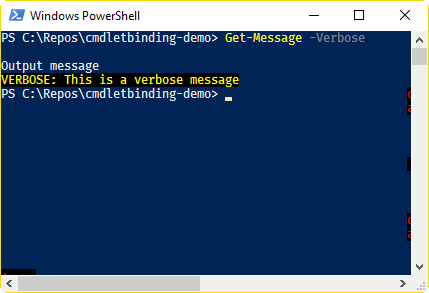 Windows PowerShell
PS C:\Repos\cmdletbinding-demo> Get-Message -Verbose
Output message
VERBOSE: This is a verbose message
PS C:\Repos\cmdletbinding-demo>